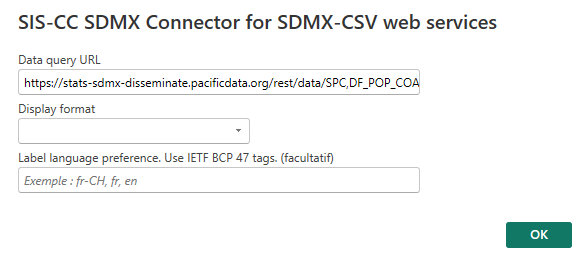 SIS-CC SDMX Connector for SDMX-CSV web services
Data query URL
https://stats-sdmx-disseminate.pacificdata.org/rest/data/SPC,DF_POP_COA
Display format
Label language preference. Use IETF BCP 47 tags. (facultatif)
Exemple : fr-CH, fr, en
OK